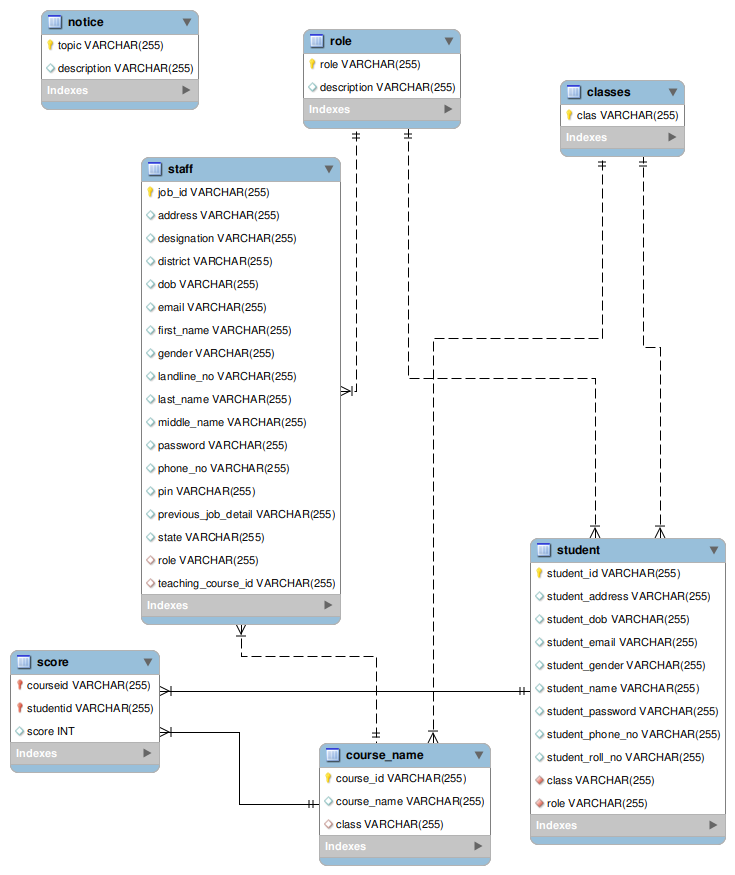 notice
topic VARCHAR(255)
description VARCHAR(255)
Indexes
role
role VARCHAR(255)
description VARCHAR(255)
Indexes
classes
clas VARCHAR(255)
Indexes
staff
job_id VARCHAR(255)
address VARCHAR(255)
designation VARCHAR(255)
district VARCHAR(255)
dob VARCHAR(255)
email VARCHAR(255)
first_name VARCHAR(255)
gender VARCHAR(255)
landline_no VARCHAR(255)
last_name VARCHAR(255)
middle_name VARCHAR(255)
password VARCHAR(255)
phone_no VARCHAR(255)
pin VARCHAR(255)
previous_job_detail VARCHAR(255)
state VARCHAR(255)
role VARCHAR(255)
teaching_course_id VARCHAR(255)
Indexes
student
student_id VARCHAR(255)
student_address VARCHAR(255)
student_dob VARCHAR(255)
student_email VARCHAR(255)
student_gender VARCHAR(255)
student_name VARCHAR(255)
student_password VARCHAR(255)
student_phone_no VARCHAR(255)
student_roll_no VARCHAR(255)
class VARCHAR(255)
role VARCHAR(255)
Indexes
score
courseid VARCHAR(255)
studentid VARCHAR(255)
score INT
Indexes
course_name
course_id VARCHAR(255)
course_name VARCHAR(255)
class VARCHAR(255)
Indexes